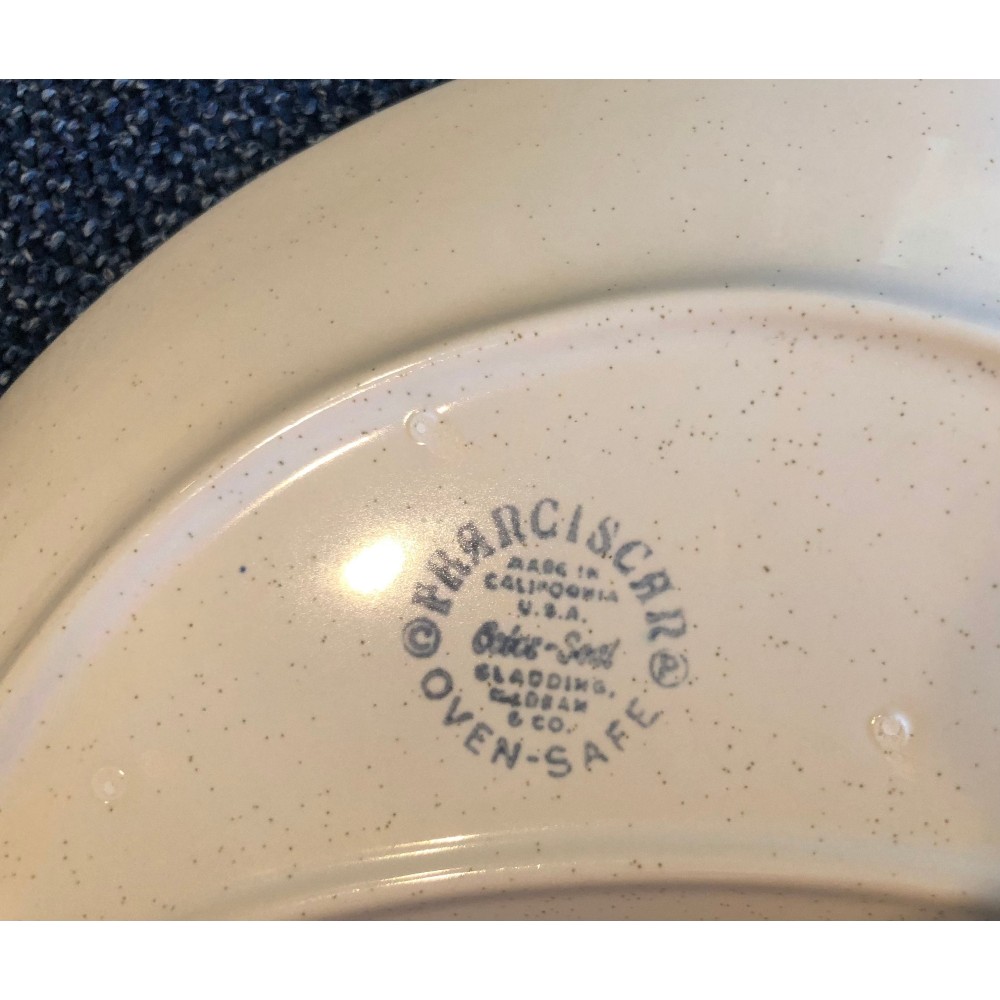 © FRANCISCAN ®
MADE IN
CALIFORNIA
U.S.A.
Color-Seal
GLADDING,
McBEAN
& CO.
OVEN-SAFE